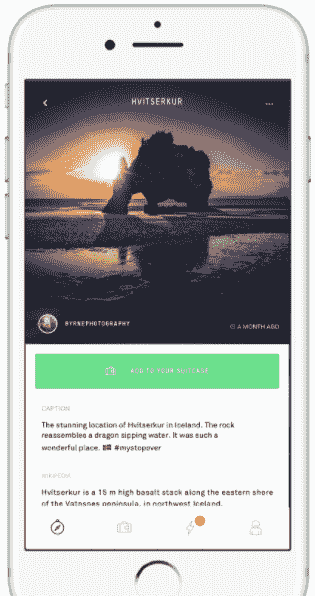 HVITSERKUR
BYRNEPHOTOGRAPHY
A MONTH AGO
ADD TO YOUR SUITCASE
CAPTION
The stunning location of Hvitserkur in Iceland. The rock
reassembles a dragon sipping water. It was such a
wonderful place. #mystopover
WIKIPEDIA
Hvítserkur is a 15 m high basalt stack along the eastern shore
of the Vatnsnes peninsula, in northwest Iceland.